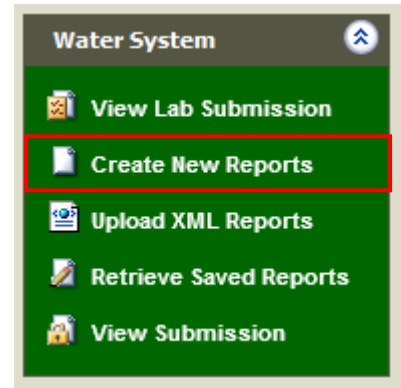 Water System
View Lab Submission
Create New Reports
Upload XML Reports
Retrieve Saved Reports
View Submission